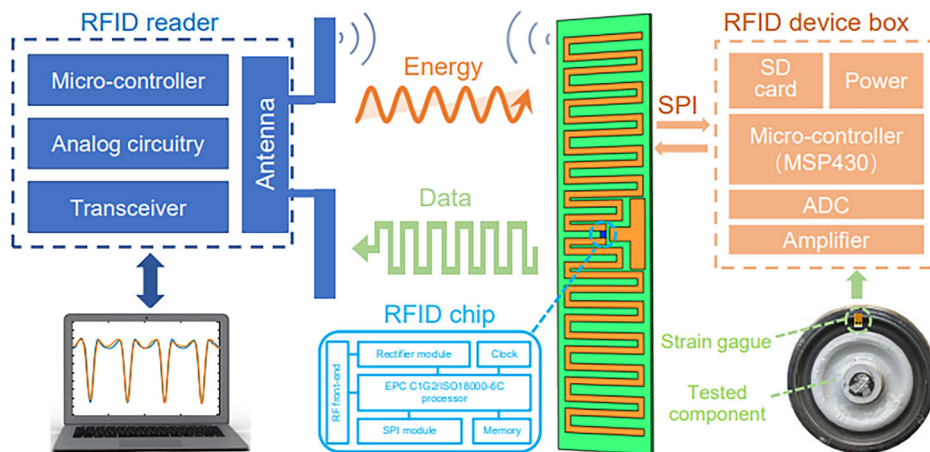 RFID reader
Micro-controller
Analog circuitry
Transceiver
Antenna
Energy
Data
RFID chip
RF front-end
Rectifier module
Clock
EPC C1G2/ISO18000-6C
processor
SPI module
Memory
SPI
RFID device box
SD
card
Power
Micro-controller
(MSP430)
ADC
Amplifier
Strain gague
Tested
component